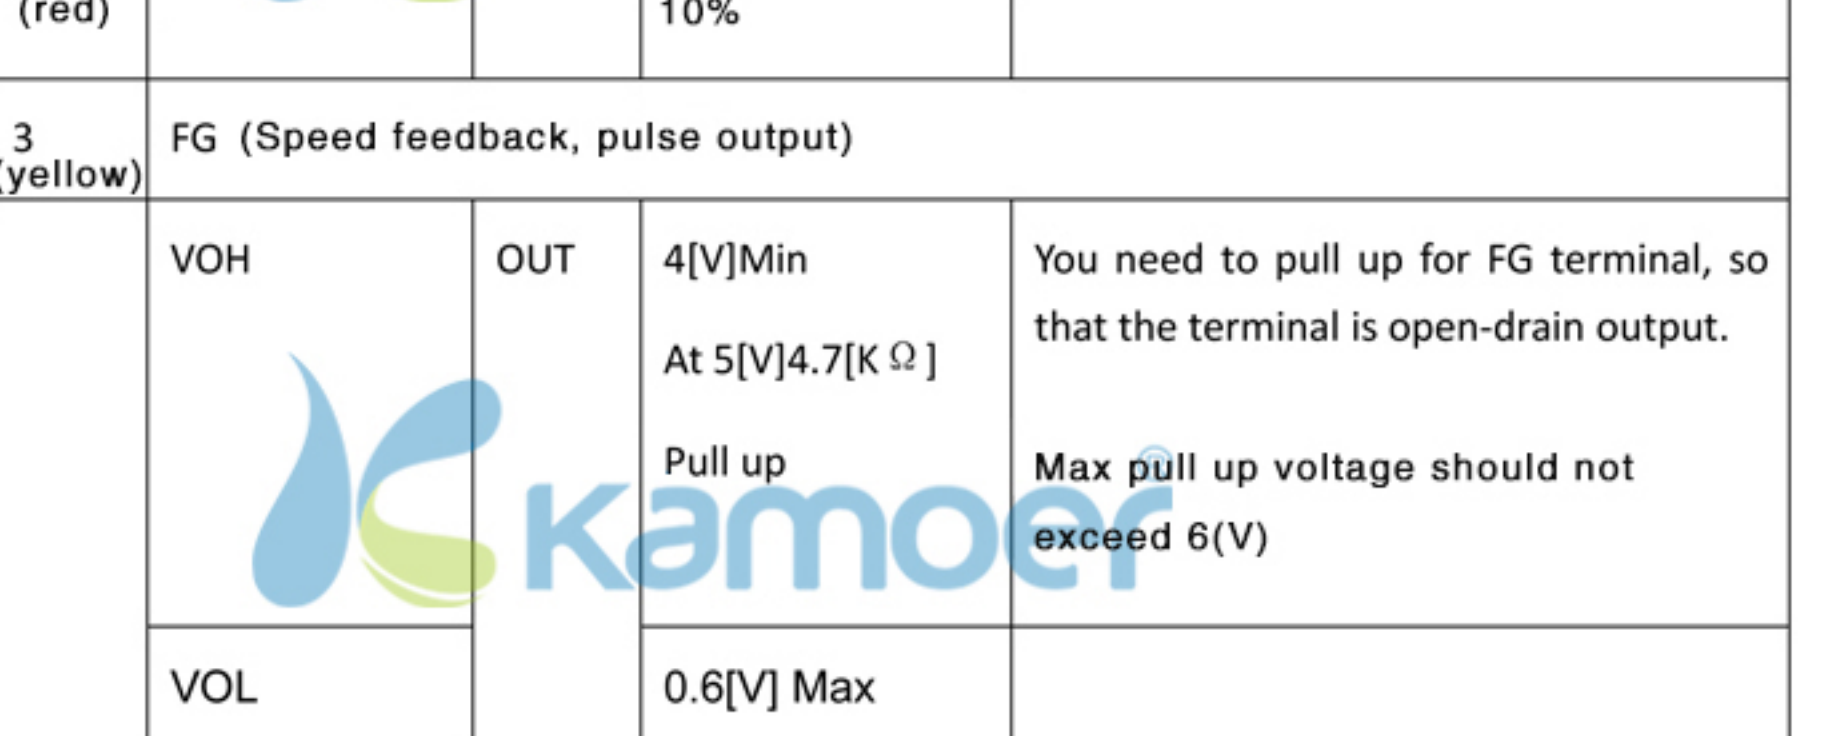 (red)
10%
3
(yellow)
FG (Speed feedback, pulse output)
VOH
OUT
4[V]Min
At 5[V]4.7[K Ω ]
Pull up
You need to pull up for FG terminal, so
that the terminal is open-drain output.
Max pull up voltage should not
exceed 6(V)
Kamoer®
VOL
0.6[V] Max